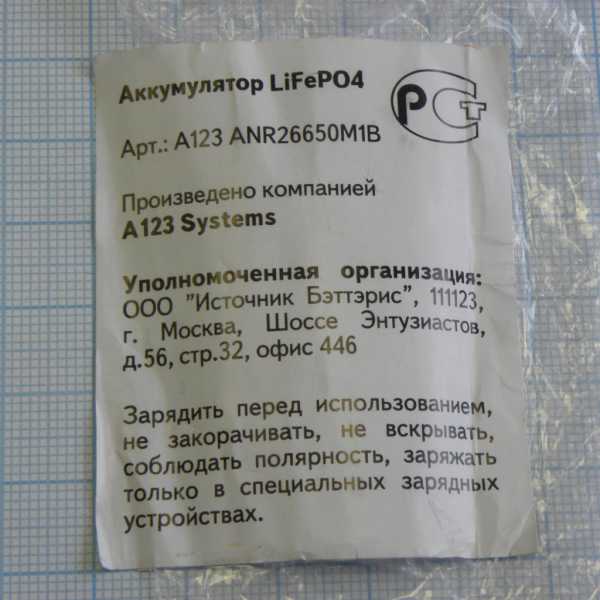 Аккумулятор LiFePO4
РСТ
Арт.: A123 ANR26650M1B
Произведено компанией
A123 Systems
Уполномоченная организация:
ООО "Источник Бэттэрис", 111123,
г. Москва, Шоссе Энтузиастов,
д.56, стр.32, офис 446
Зарядить перед использованием,
не закорачивать, не вскрывать,
соблюдать полярность, заряжать
только в специальных зарядных
устройствах.